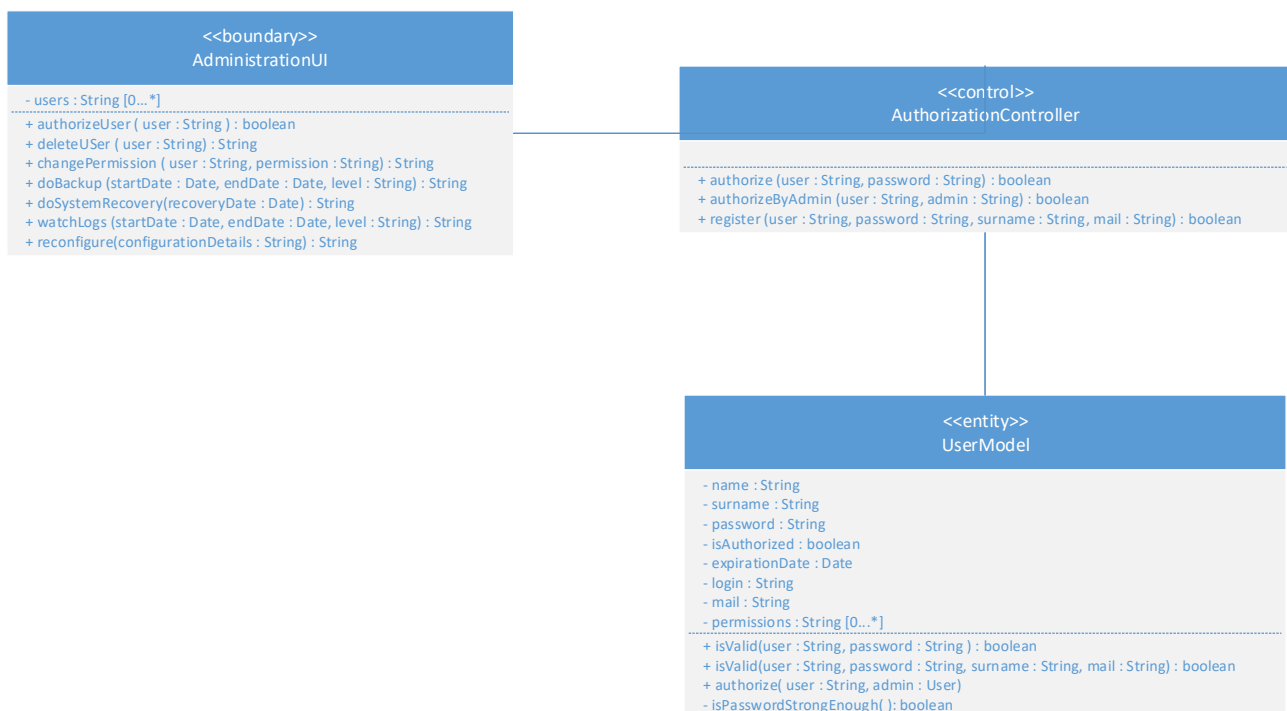 <<boundary>>
AdministrationUI
- users : String [0...*]
+ authorizeUser ( user : String ) : boolean
+ deleteUSer ( user : String) : String
+ changePermission ( user : String, permission : String) : String
+ doBackup (startDate : Date, endDate : Date, level : String) : String
+ doSystemRecovery(recoveryDate : Date) : String
+ watchLogs (startDate : Date, endDate : Date, level : String) : String
+ reconfigure(configurationDetails : String) : String
<<control>>
AuthorizationController
+ authorize (user : String, password : String) : boolean
+ authorizeByAdmin (user : String, admin : String) : boolean
+ register (user : String, password : String, surname : String, mail : String) : boolean
<<entity>>
UserModel
- name : String
- surname : String
- password : String
- isAuthorized : boolean
- expirationDate : Date
- login : String
- mail : String
- permissions : String [0...*]
+ isValid(user : String, password : String ) : boolean
+ isValid(user : String, password : String, surname : String, mail : String) : boolean
+ authorize( user : String, admin : User)
- isPasswordStrongEnough( ): boolean